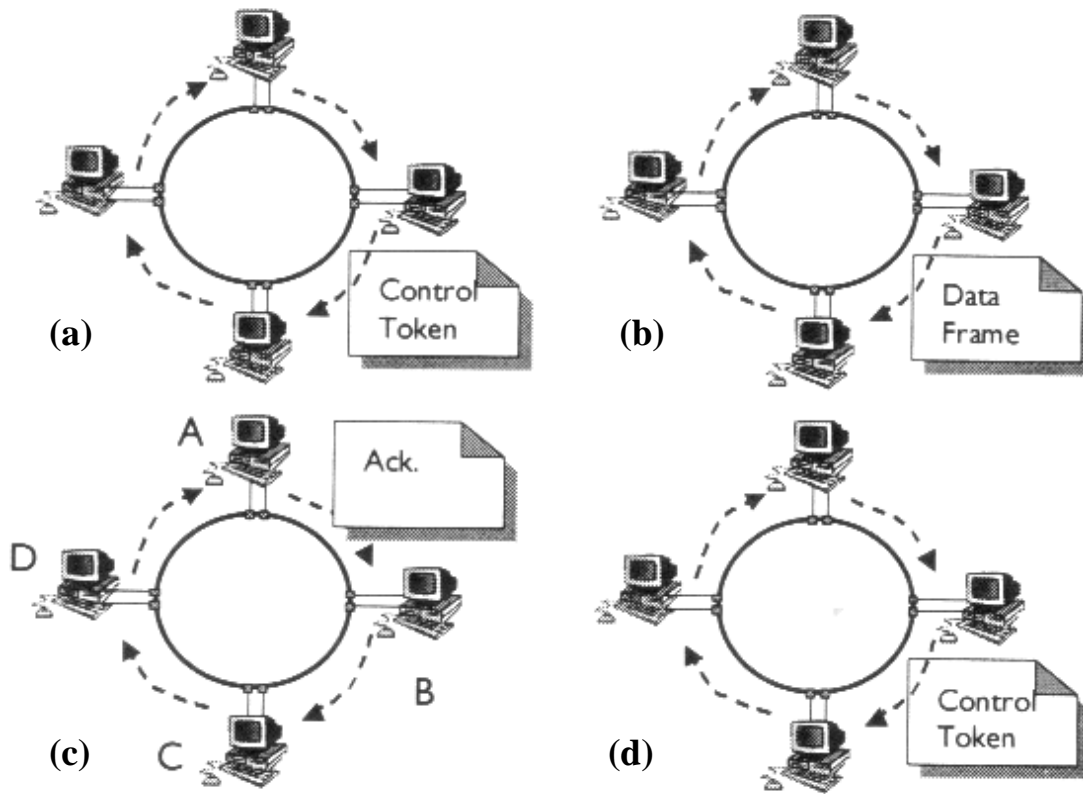 Control
Token
(a)
Data
Frame
(b)
A
Ack.
D
B
C
(c)
Control
Token
(d)